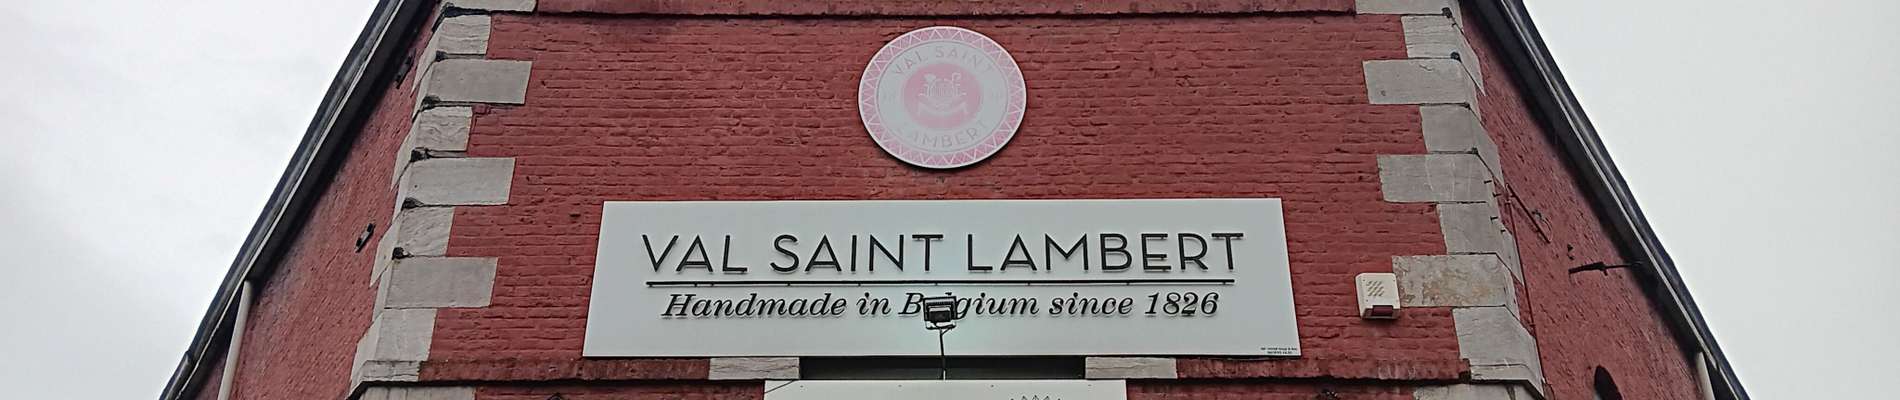 VAL SAINT
LAMBERT
VAL SAINT LAMBERT
Handmade in Belgium since 1826